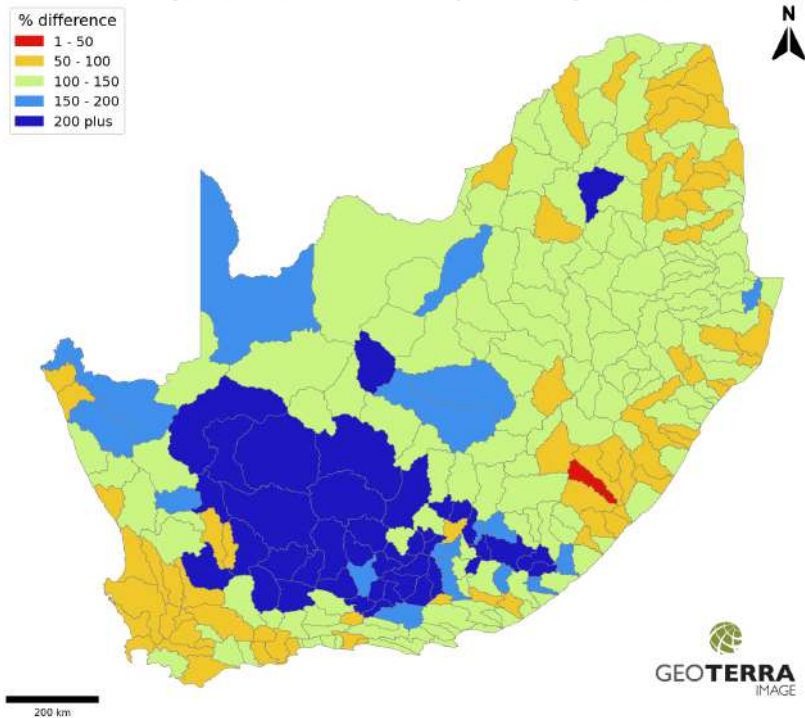 % difference
1 - 50
50 - 100
100 - 150
150 - 200
200 plus
N
GEOTERRA
IMAGE
200 km